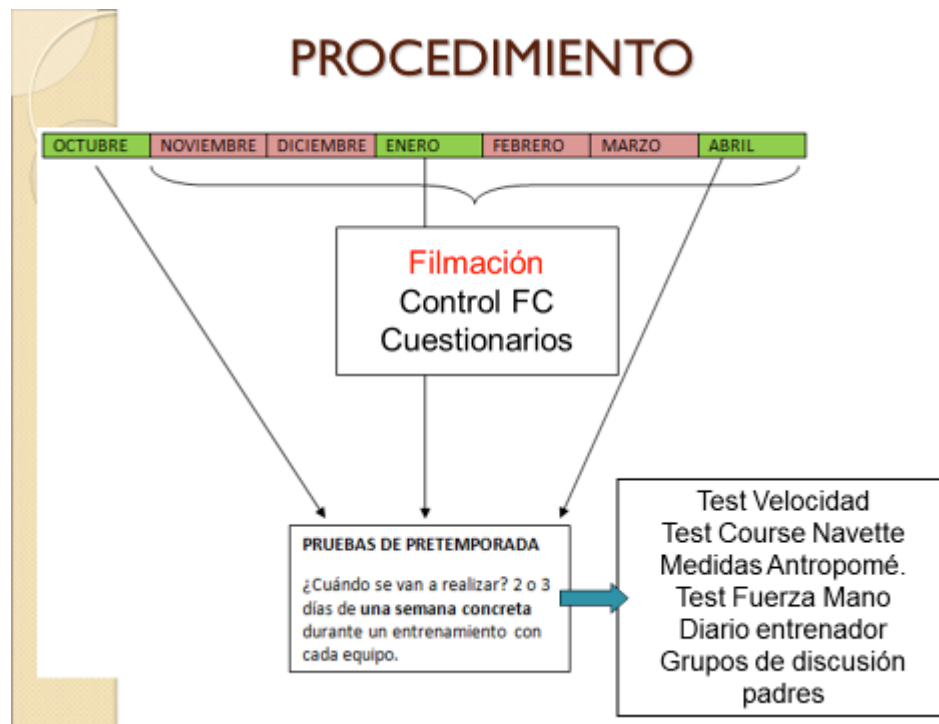 PROCEDIMIENTO
OCTUBRE NOVIEMBRE DICIEMBRE ENERO FEBRERO MARZO ABRIL
Filmación
Control FC
Cuestionarios
PRUEBAS DE PRETEMPORADA
¿Cuándo se van a realizar? 2 o 3
días de una semana concreta
durante un entrenamiento con
cada equipo.
Test Velocidad
Test Course Navette
Medidas Antropomé.
Test Fuerza Mano
Diario entrenador
Grupos de discusión
padres